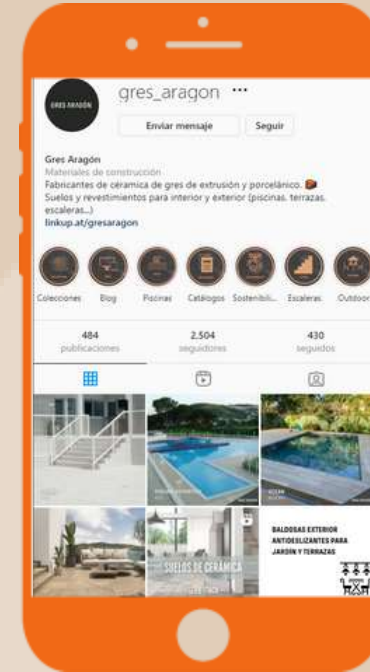 GRES ARAGÓN
gres_aragon ...
Enviar mensaje
Seguir
Gres Aragón
Materiales de construcción
Fabricantes de cerámica de gres de extrusión y porcelánico.
Suelos y revestimientos para interior y exterior (piscinas, terrazas,
escaleras...)
linkup.at/gresaragon
Colecciones
Blog
Piscinas
Catálogos
Sostenibili...
Escaleras
Outdoor
484
publicaciones
2.504
seguidores
430
seguidos
SUELOS DE CERÁMICA
BALDOSAS EXTERIOR
ANTIDESLIZANTES PARA
JARDÍN Y TERRAZAS